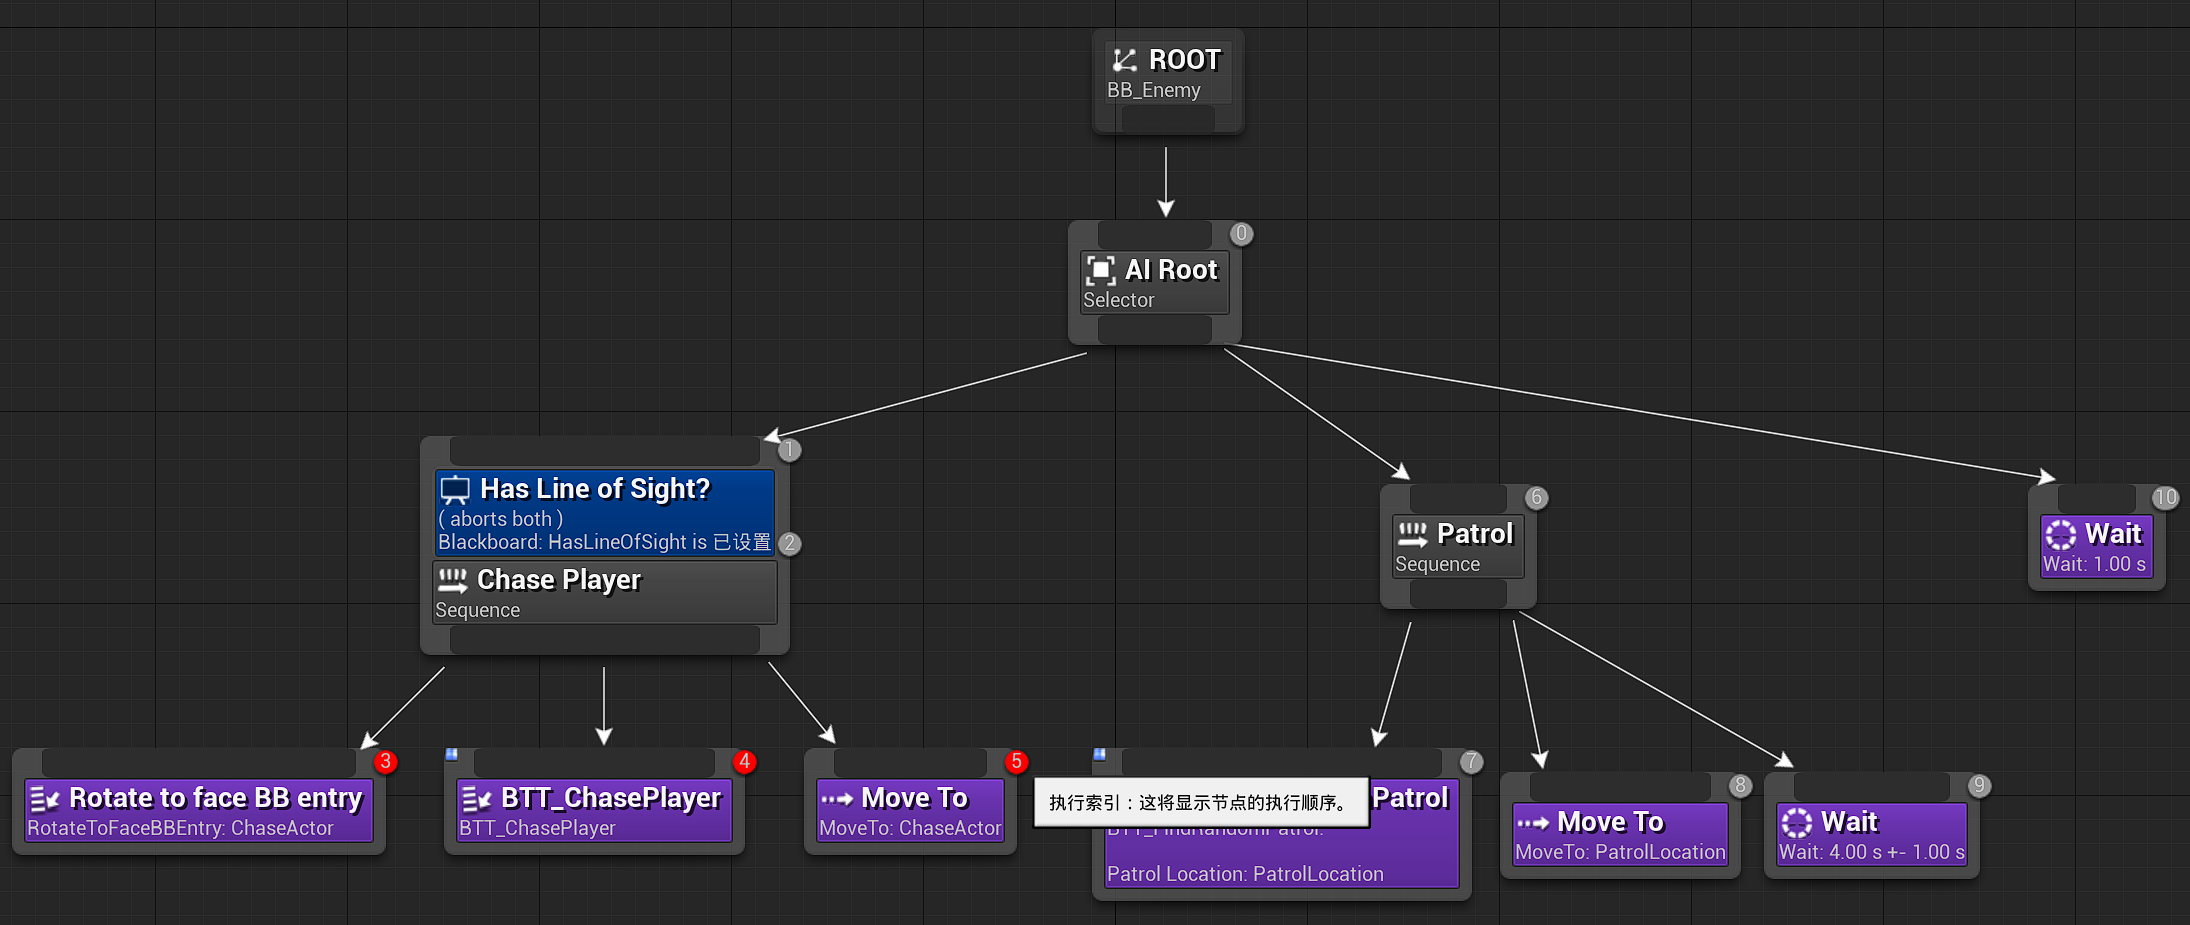 ROOT
BB_Enemy
0
AI Root
Selector
1
Has Line of Sight?
( aborts both )
Blackboard: HasLineOfSight is 已设置
2
Chase Player
Sequence
6
Patrol
Sequence
10
Wait
Wait: 1.00 s
3
Rotate to face BB entry
RotateToFaceBBEntry: ChaseActor
4
BTT_ChasePlayer
BTT_ChasePlayer
5
Move To
MoveTo: ChaseActor
执行索引：这将显示节点的执行顺序。
7
Patrol
BTT_FindRandomPatrol:
Patrol Location: PatrolLocation
8
Move To
MoveTo: PatrolLocation
9
Wait
Wait: 4.00 s +- 1.00 s